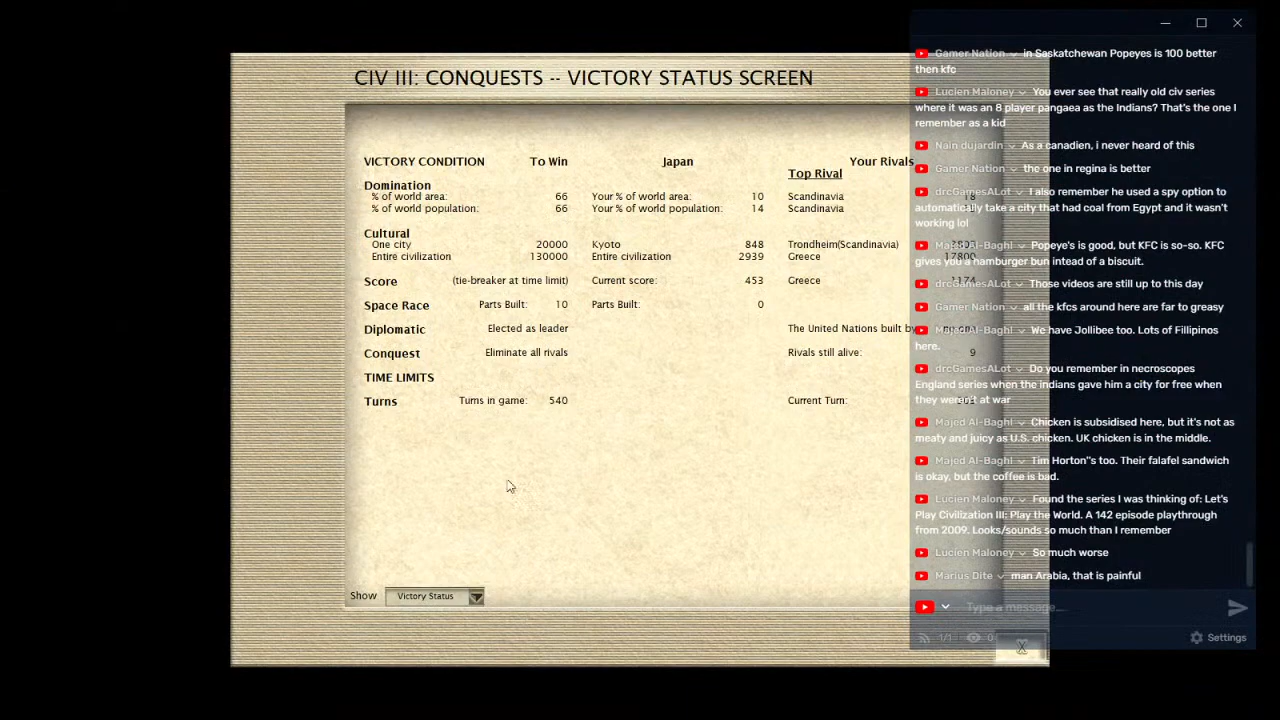 CIV III: CONQUESTS -- VICTORY STATUS SCREEN
VICTORY CONDITION To Win Japan Your Rivals
Top Rival
Domination
% of world area: 66 Your % of world area: 10 Scandinavia 18
% of world population: 66 Your % of world population: 14 Scandinavia
Cultural
One city 20000 Kyoto 848 Trondheim(Scandinavia)
Entire civilization 130000 Entire civilization 2939 Greece 17800
Score (tie-breaker at time limit) Current score: 453 Greece 1174
Space Race Parts Built: 10 Parts Built: 0
Diplomatic Elected as leader The United Nations built by
Conquest Eliminate all rivals Rivals still alive: 9
TIME LIMITS
Turns Turns in game: 540 Current Turn:
Show Victory Status
X
Gamer Nation in Saskatchewan Popeyes is 100 better
then kfc
Lucien Maloney You ever see that really old civ series
where it was an 8 player pangaea as the Indians? That's the one I
remember as a kid
Nain dujardin As a canadien, i never heard of this
Gamer Nation the one in regina is better
drcGamesALot I also remember he used a spy option to
automatically take a city that had coal from Egypt and it wasn't
working lol
Majed Al-Baghl Popeye's is good, but KFC is so-so. KFC
gives you a hamburger bun intead of a biscuit.
drcGamesALot Those videos are still up to this day
Gamer Nation all the kfcs around here are far to greasy
Majed Al-Baghl We have Jollibee too. Lots of Fillipinos
here.
drcGamesALot Do you remember in necroscopes
England series when the indians gave him a city for free when
they weren't at war
Majed Al-Baghl Chicken is subsidised here, but it's not as
meaty and juicy as U.S. chicken. UK chicken is in the middle.
Majed Al-Baghl Tim Horton"s too. Their falafel sandwich
is okay, but the coffee is bad.
Lucien Maloney Found the series I was thinking of: Let's
Play Civilization III: Play the World. A 142 episode playthrough
from 2009. Looks/sounds so much than I remember
Lucien Maloney So much worse
Marius Dite man Arabia, that is painful
Type a message...
1/1 0 Settings